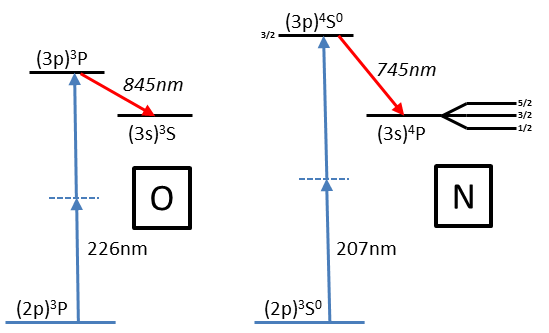 (3p)³P
845nm
(3s)³S
O
226nm
(2p)³P
(3p)⁴S⁰
3/2
745nm
5/2
3/2
1/2
(3s)⁴P
N
207nm
(2p)³S⁰